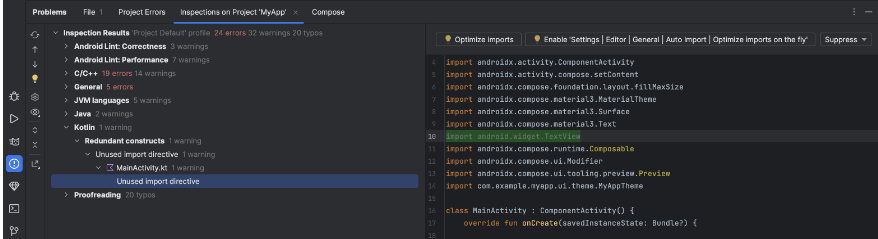 Problems File 1 Project Errors Inspections on Project 'MyApp' × Compose
Inspection Results 'Project Default' profile 24 errors 32 warnings 20 typos
Android Lint: Correctness 3 warnings
Android Lint: Performance 7 warnings
C/C++ 19 errors 14 warnings
General 5 errors
JVM languages 5 warnings
Java 2 warnings
Kotlin 1 warning
Redundant constructs 1 warning
Unused import directive 1 warning
MainActivity.kt 1 warning
Unused import directive
Proofreading 20 typos
Optimize imports Enable 'Settings | Editor | General | Auto Import | Optimize imports on the fly' Suppress
4 import androidx.activity.ComponentActivity
5 import androidx.activity.compose.setContent
6 import androidx.compose.foundation.layout.fillMaxSize
7 import androidx.compose.material3.MaterialTheme
8 import androidx.compose.material3.Surface
9 import androidx.compose.material3.Text
10 import android.widget.TextView
11 import androidx.compose.runtime.Composable
12 import androidx.compose.ui.Modifier
13 import androidx.compose.ui.tooling.preview.Preview
14 import com.example.myapp.ui.theme.MyAppTheme
15
16 class MainActivity : ComponentActivity() {
17 override fun onCreate(savedInstanceState: Bundle?) {
18